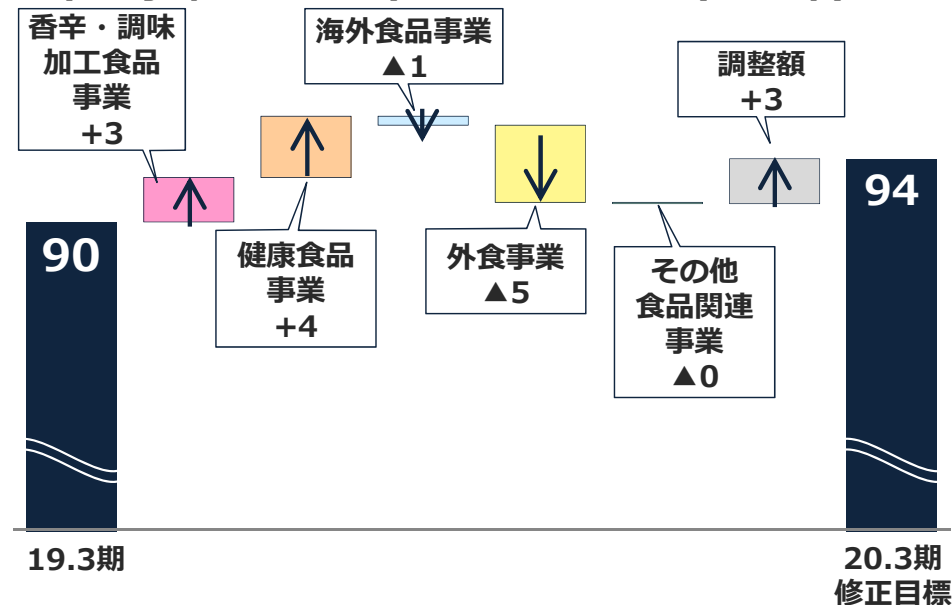 香辛・調味
加工食品
事業
+3
海外食品事業
▲1
調整額
+3
90
健康食品
事業
+4
外食事業
▲5
その他
食品関連
事業
▲0
94
19.3期
20.3期
修正目標